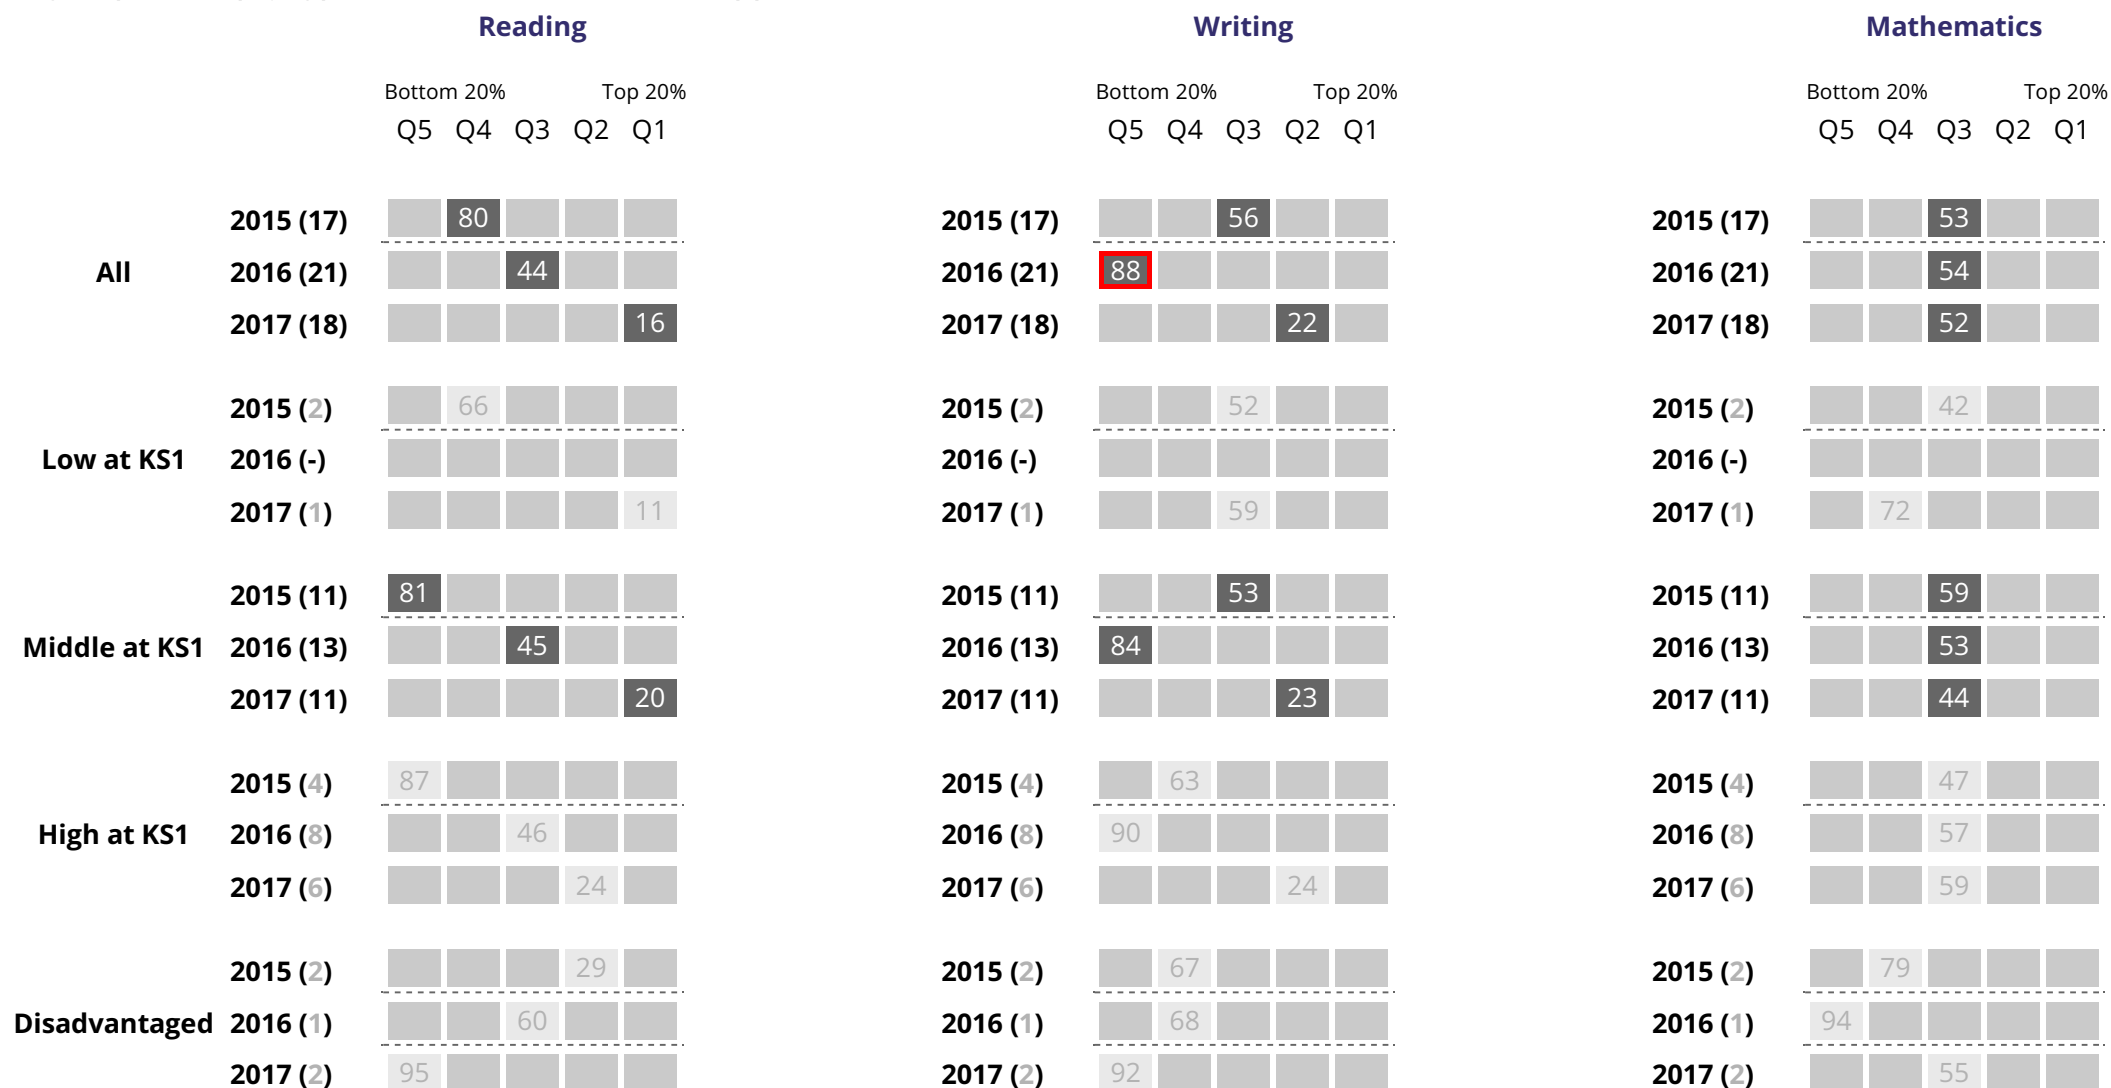 Reading Writing Mathematics
Bottom 20% Top 20% Bottom 20% Top 20% Bottom 20% Top 20%
Q5 Q4 Q3 Q2 Q1 Q5 Q4 Q3 Q2 Q1 Q5 Q4 Q3 Q2 Q1
2015 (17) 80 2015 (17) 56 2015 (17) 53
All 2016 (21) 44 2016 (21) 88 2016 (21) 54
2017 (18) 16 2017 (18) 22 2017 (18) 52
2015 (2) 66 2015 (2) 52 2015 (2) 42
Low at KS1 2016 (-) 2016 (-) 2016 (-)
2017 (1) 11 2017 (1) 59 2017 (1) 72
2015 (11) 81 2015 (11) 53 2015 (11) 59
Middle at KS1 2016 (13) 45 2016 (13) 84 2016 (13) 53
2017 (11) 20 2017 (11) 23 2017 (11) 44
2015 (4) 87 2015 (4) 63 2015 (4) 47
High at KS1 2016 (8) 46 2016 (8) 90 2016 (8) 57
2017 (6) 24 2017 (6) 24 2017 (6) 59
2015 (2) 29 2015 (2) 67 2015 (2) 79
Disadvantaged 2016 (1) 60 2016 (1) 68 2016 (1) 94
2017 (2) 95 2017 (2) 92 2017 (2) 55